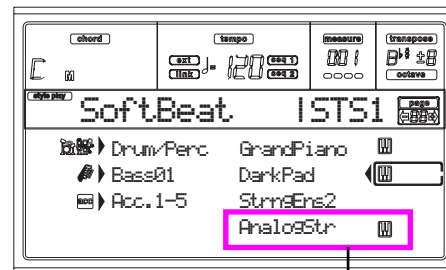 chord tempo measure transpose
ext link seq 1 seq 2 120 001 octave
style play SoftBeat ISTS1 page
Drum/Perc GrandPiano
Bass01 DarkPad
acc Acc.1-5 StrngEns2
AnalogStr